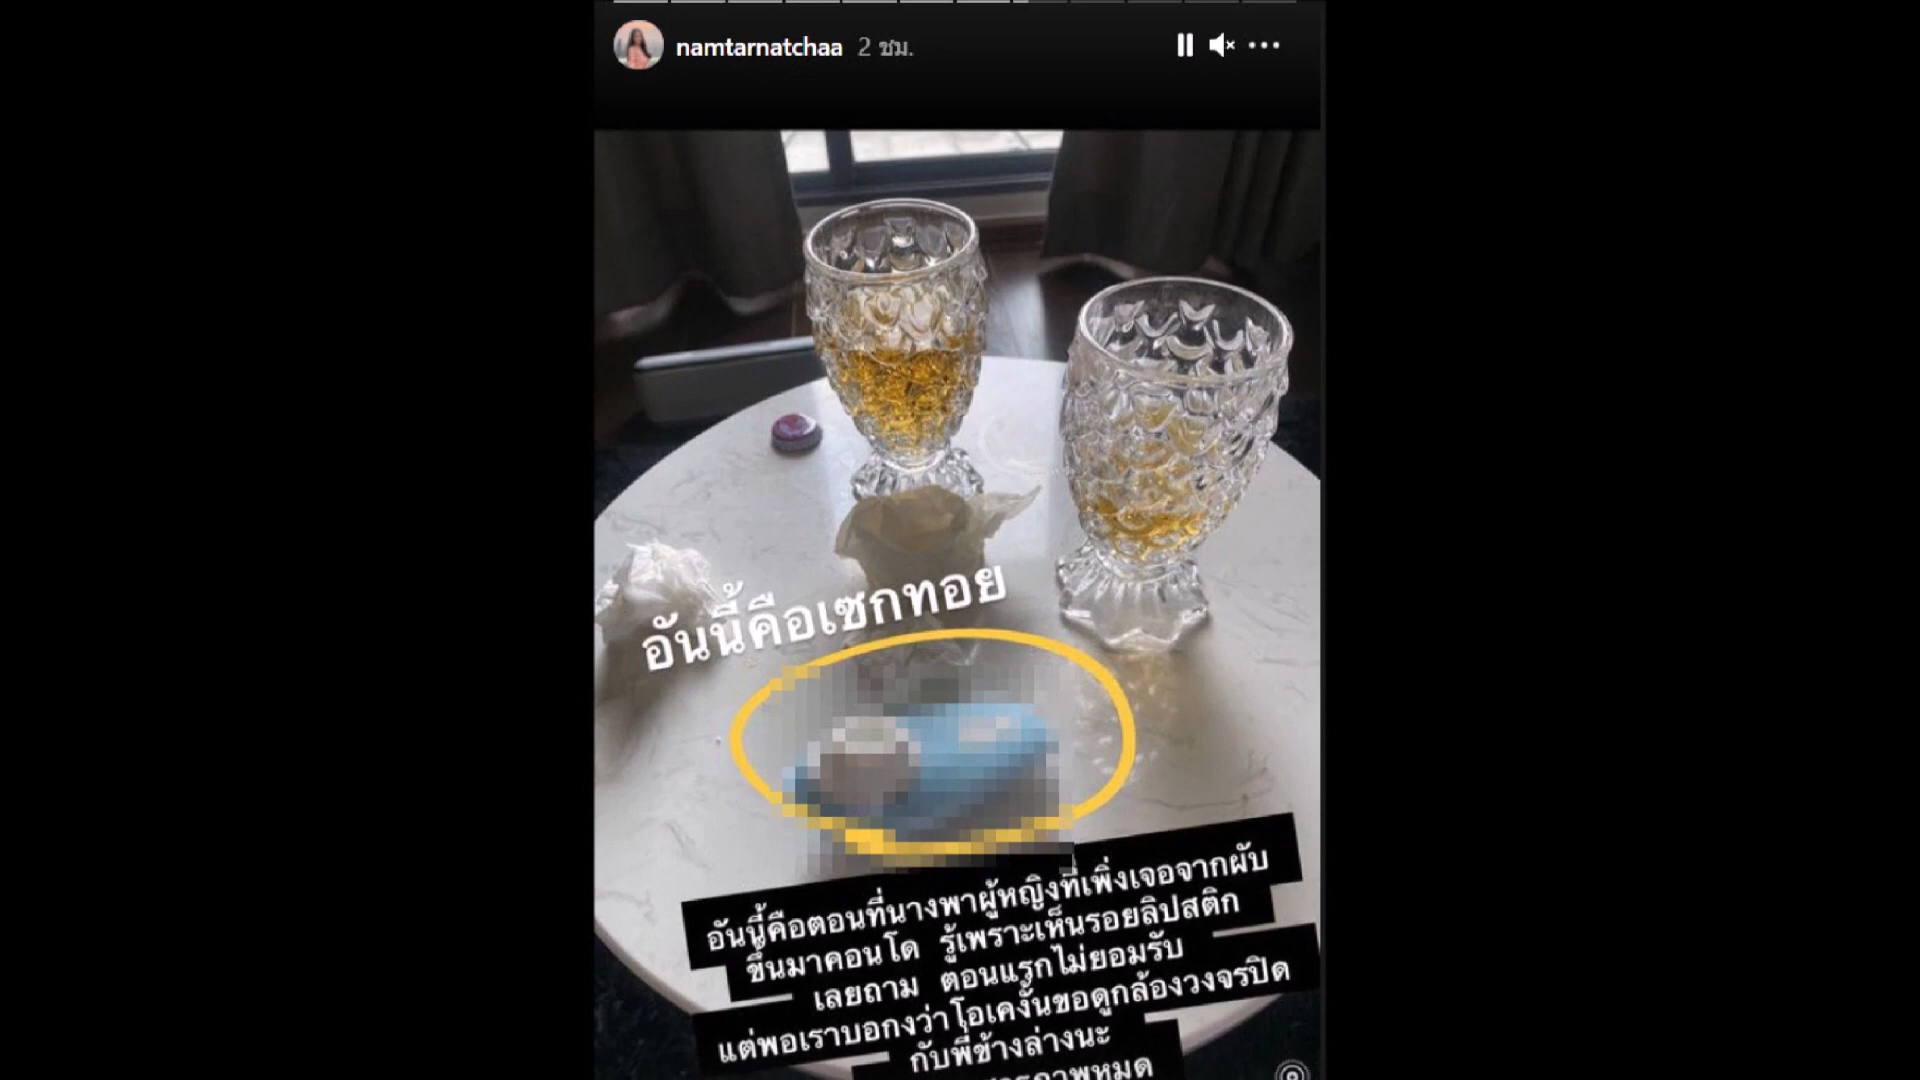 namtarnatchaa 2 ชม.
อันนี้คือเซกทอย
อันนี้คือตอนที่นางพาผู้หญิงที่เพิ่งเจอจากผับ
ขึ้นมาคอนโด รู้เพราะเห็นรอยลิปสติก
เลยถาม ตอนแรกไม่ยอมรับ
แต่พอเราบอกงว่าโอเคงั้นขอดูกล้องวงจรปิด
กับพี่ข้างล่างนะ